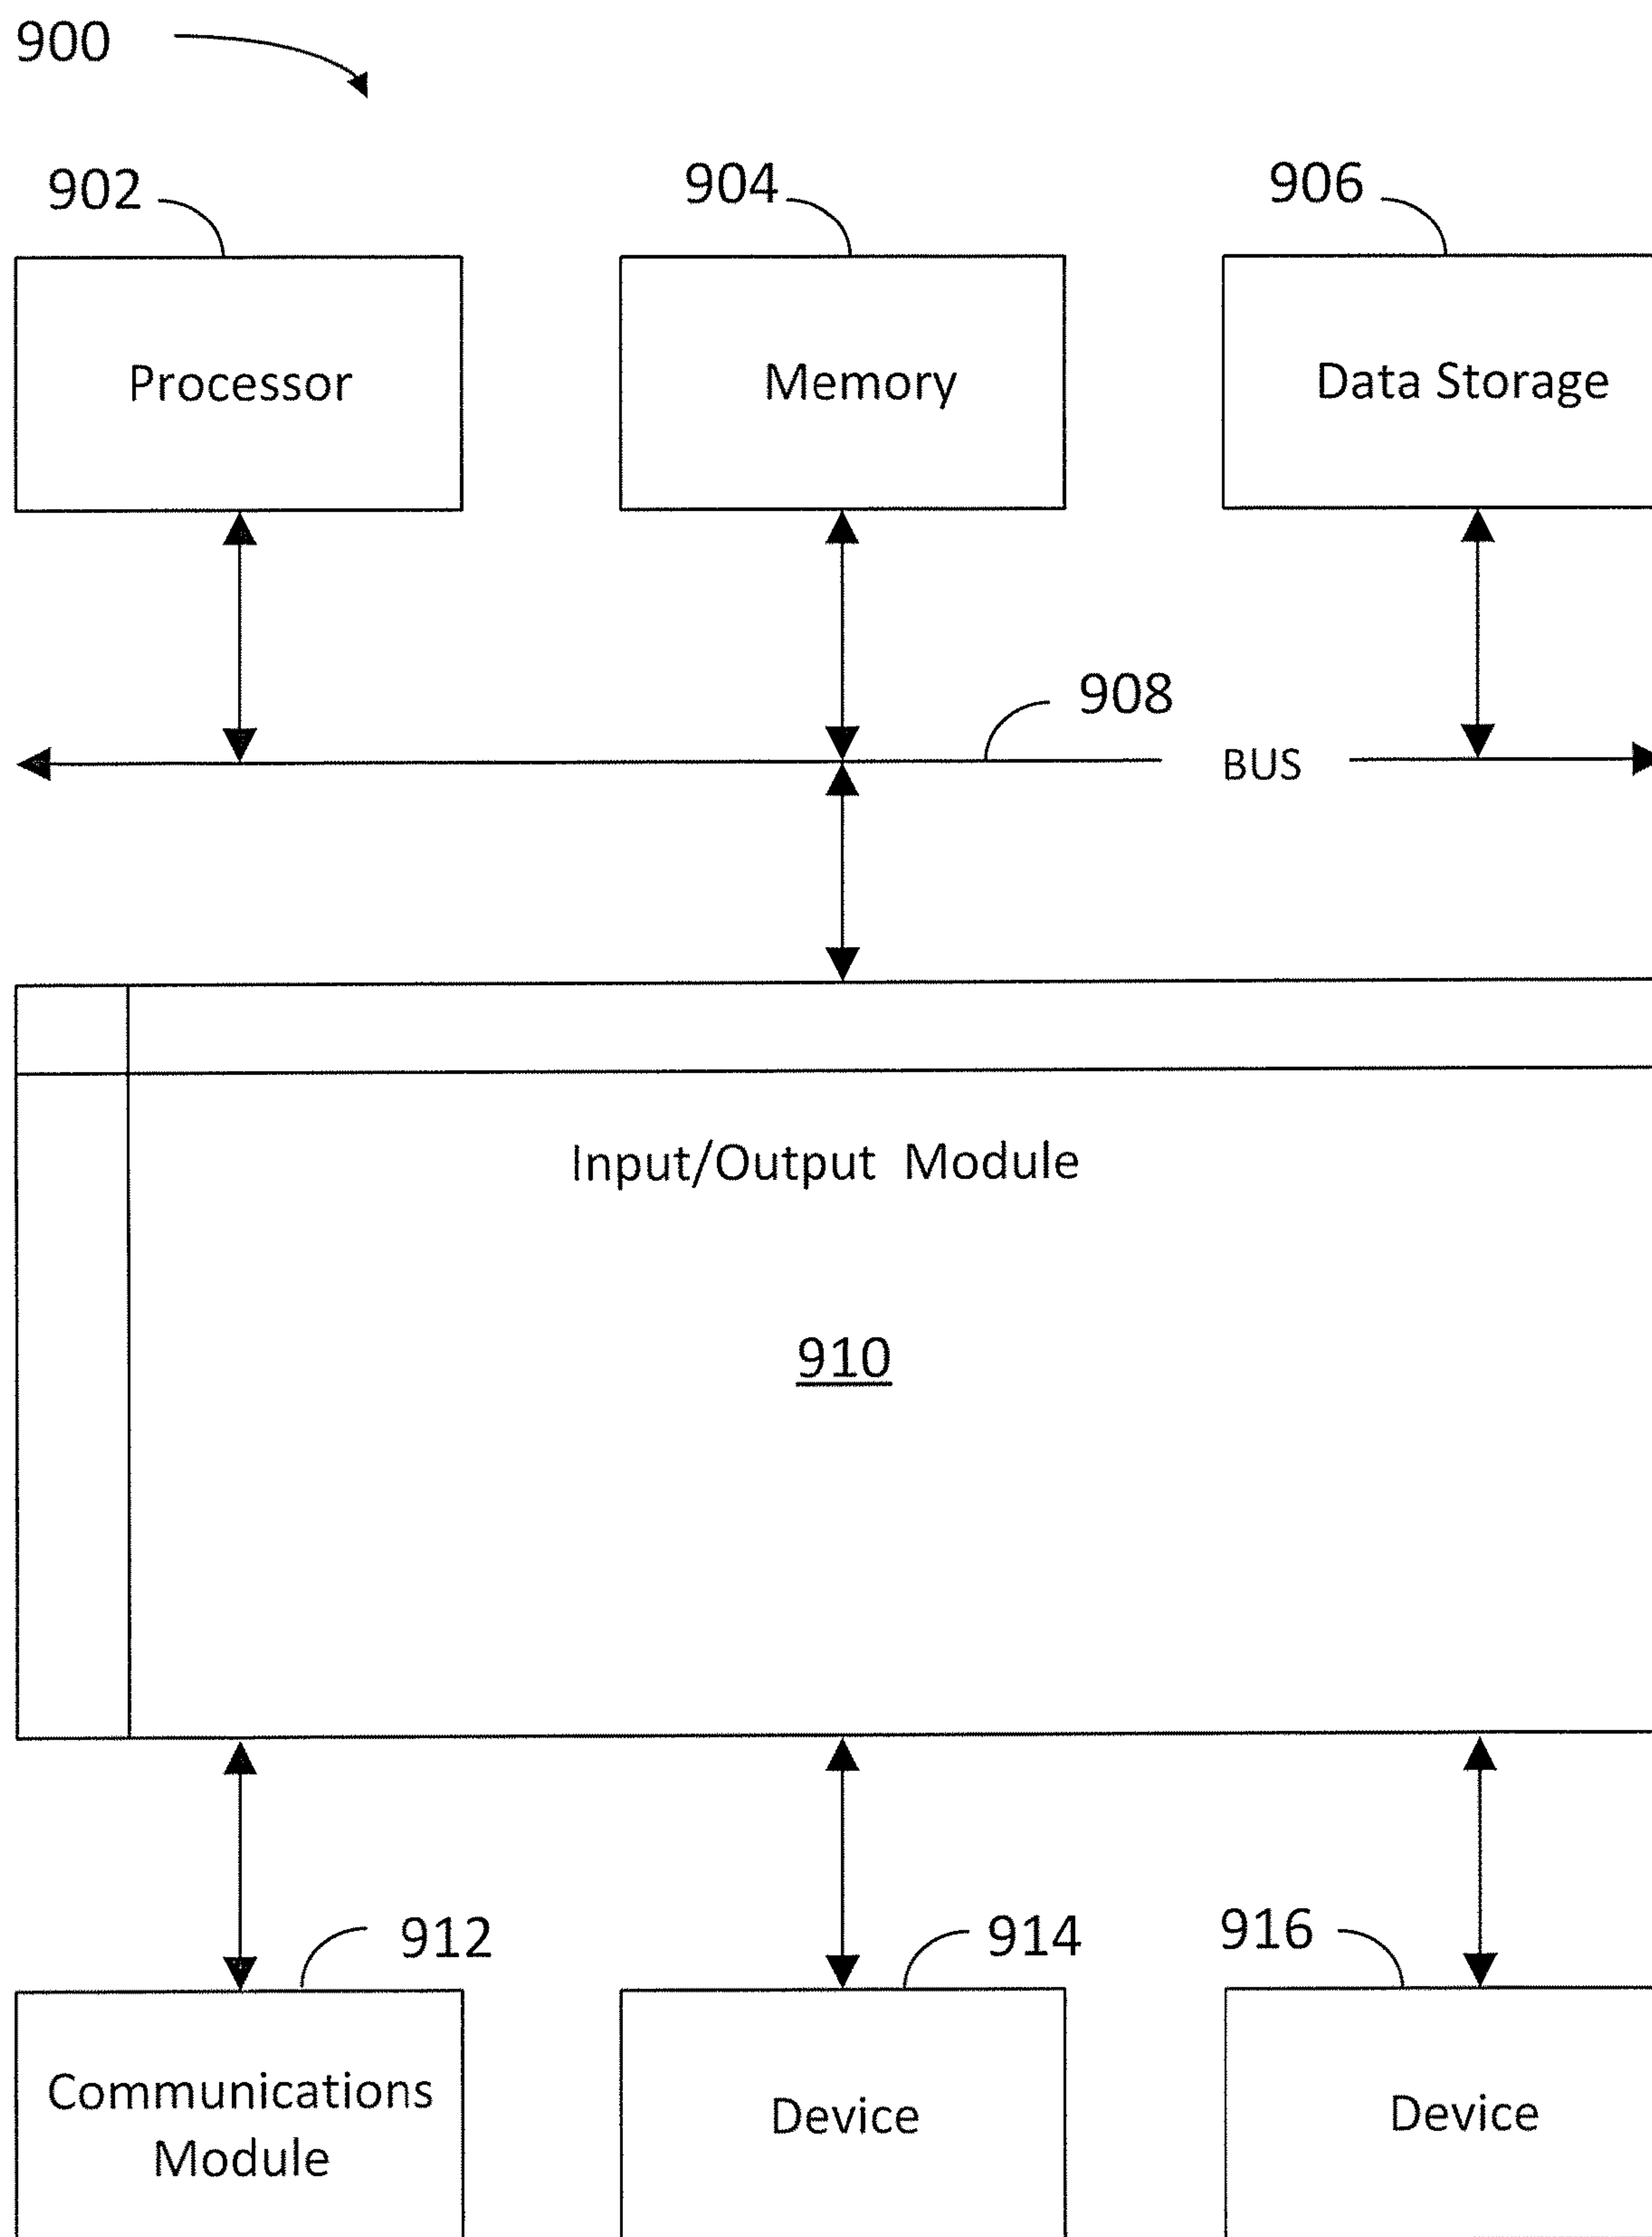 900
902
904
906
Processor
Memory
Data Storage
908
BUS
Input/Output Module
910
912
914
916
Communications
Module
Device
Device